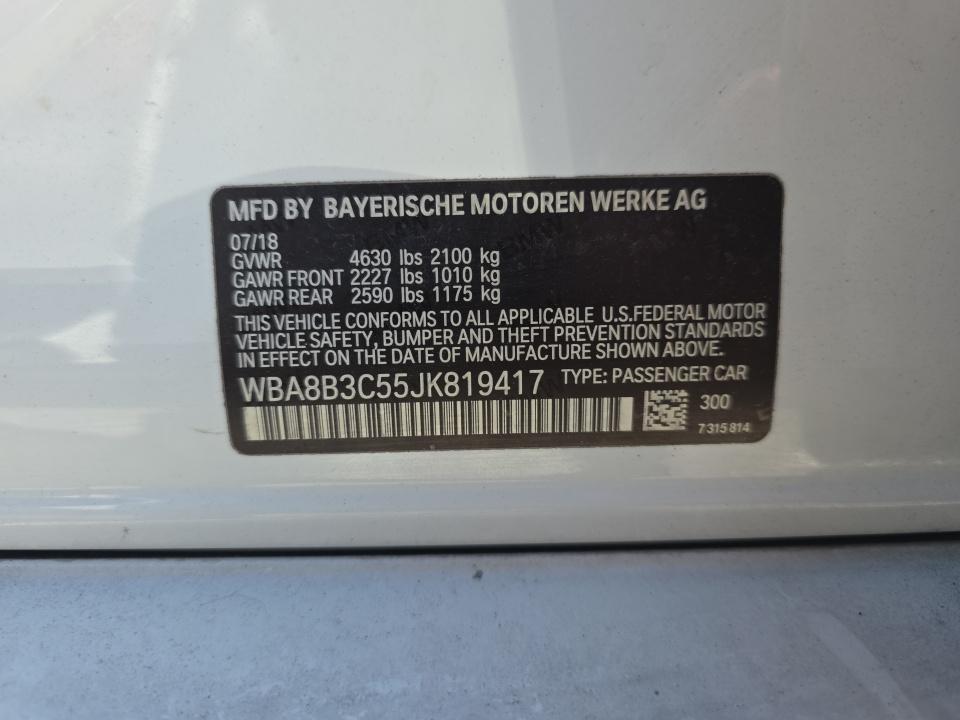 MFD BY BAYERISCHE MOTOREN WERKE AG
07/18
GVWR 4630 lbs 2100 kg
GAWR FRONT 2227 lbs 1010 kg
GAWR REAR 2590 lbs 1175 kg
THIS VEHICLE CONFORMS TO ALL APPLICABLE U.S.FEDERAL MOTOR
VEHICLE SAFETY, BUMPER AND THEFT PREVENTION STANDARDS
IN EFFECT ON THE DATE OF MANUFACTURE SHOWN ABOVE.
WBA8B3C55JK819417 TYPE: PASSENGER CAR
300
7 315 814